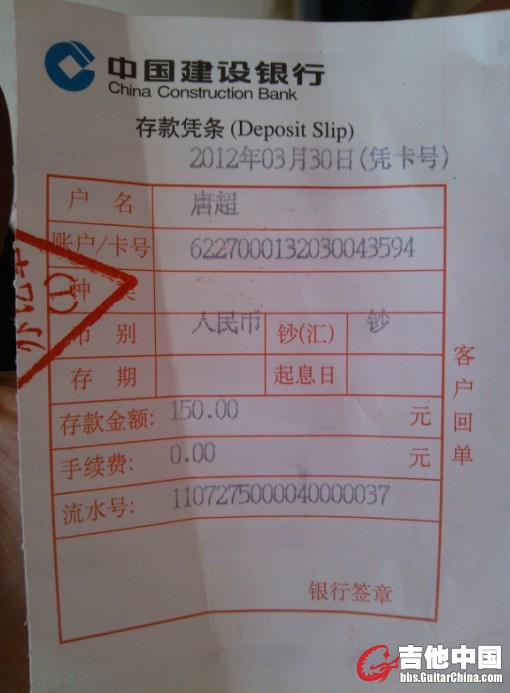 中国建设银行
China Construction Bank
存款凭条 (Deposit Slip)
2012年03月30日(凭卡号)
户 名 唐超
账户/卡号 6227000132030043594
种 类
币 别 人民币 钞(汇) 钞
存 期 起息日
存款金额: 150.00 元
手续费: 0.00 元
流水号: 1107275000040000037
银行签章
客户回单
(1)
吉他中国
bbs.GuitarChina.com